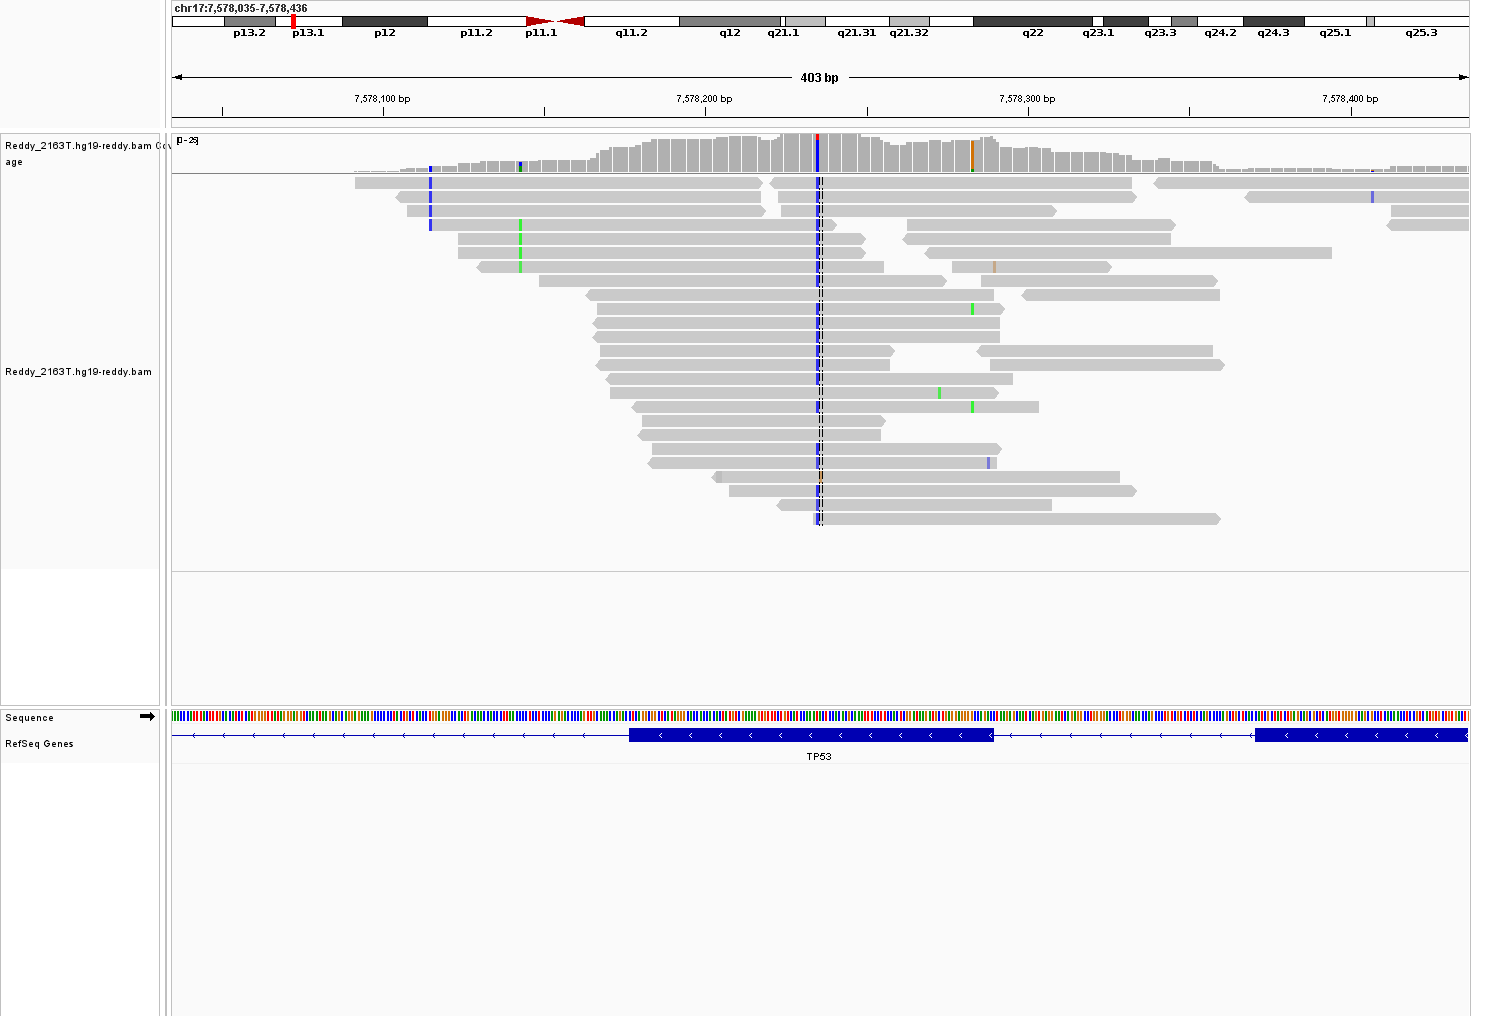 chr17:7,578,035-7,578,436
p13.2 p13.1 p12 p11.2 p11.1 q11.2 q12 q21.1 q21.31 q21.32 q22 q23.1 q23.3 q24.2 q24.3 q25.1 q25.3
403 bp
7,578,100 bp 7,578,200 bp 7,578,300 bp 7,578,400 bp
Reddy_2163T.hg19-reddy.bam Cov
age
Reddy_2163T.hg19-reddy.bam
Sequence
RefSeq Genes
TP53